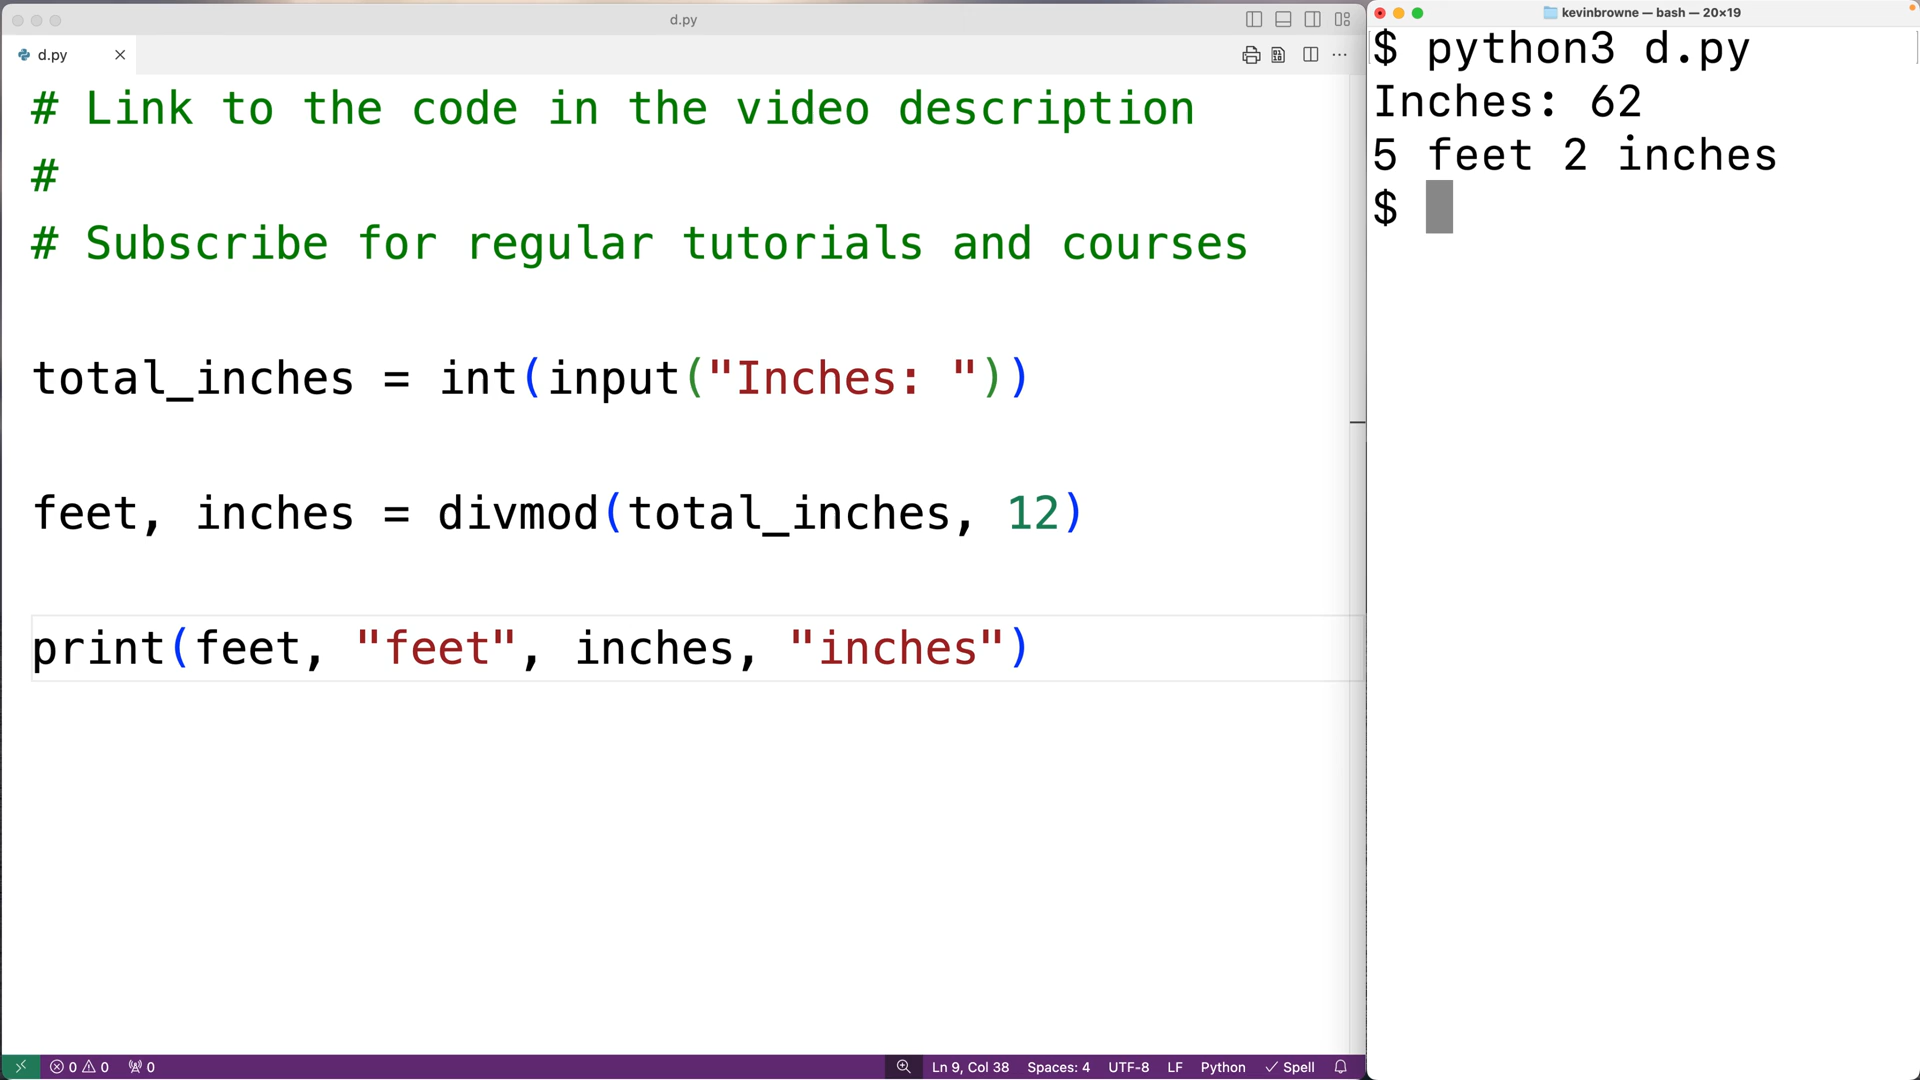 d.py
d.py
# Link to the code in the video description
#
# Subscribe for regular tutorials and courses
total_inches = int(input("Inches: "))
feet, inches = divmod(total_inches, 12)
print(feet, "feet", inches, "inches")
0 0 0 Ln 9, Col 38 Spaces: 4 UTF-8 LF Python Spell
kevinbrowne — bash — 20×19
$ python3 d.py
Inches: 62
5 feet 2 inches
$